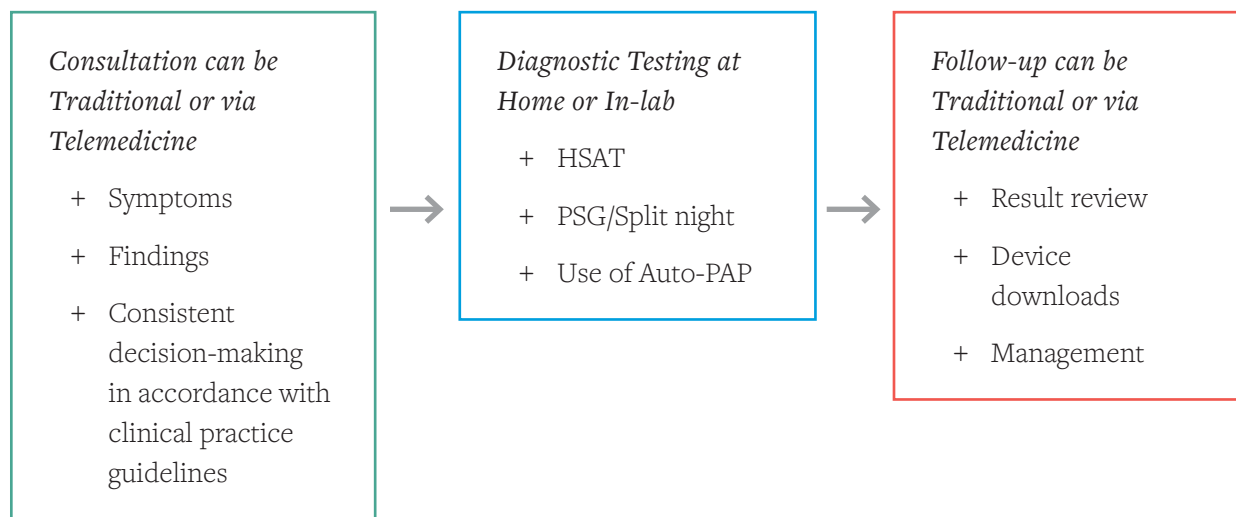 Consultation can be
Traditional or via
Telemedicine
+ Symptoms
+ Findings
+ Consistent
decision-making
in accordance with
clinical practice
guidelines
Diagnostic Testing at
Home or In-lab
+ HSAT
+ PSG/Split night
+ Use of Auto-PAP
Follow-up can be
Traditional or via
Telemedicine
+ Result review
+ Device
downloads
+ Management